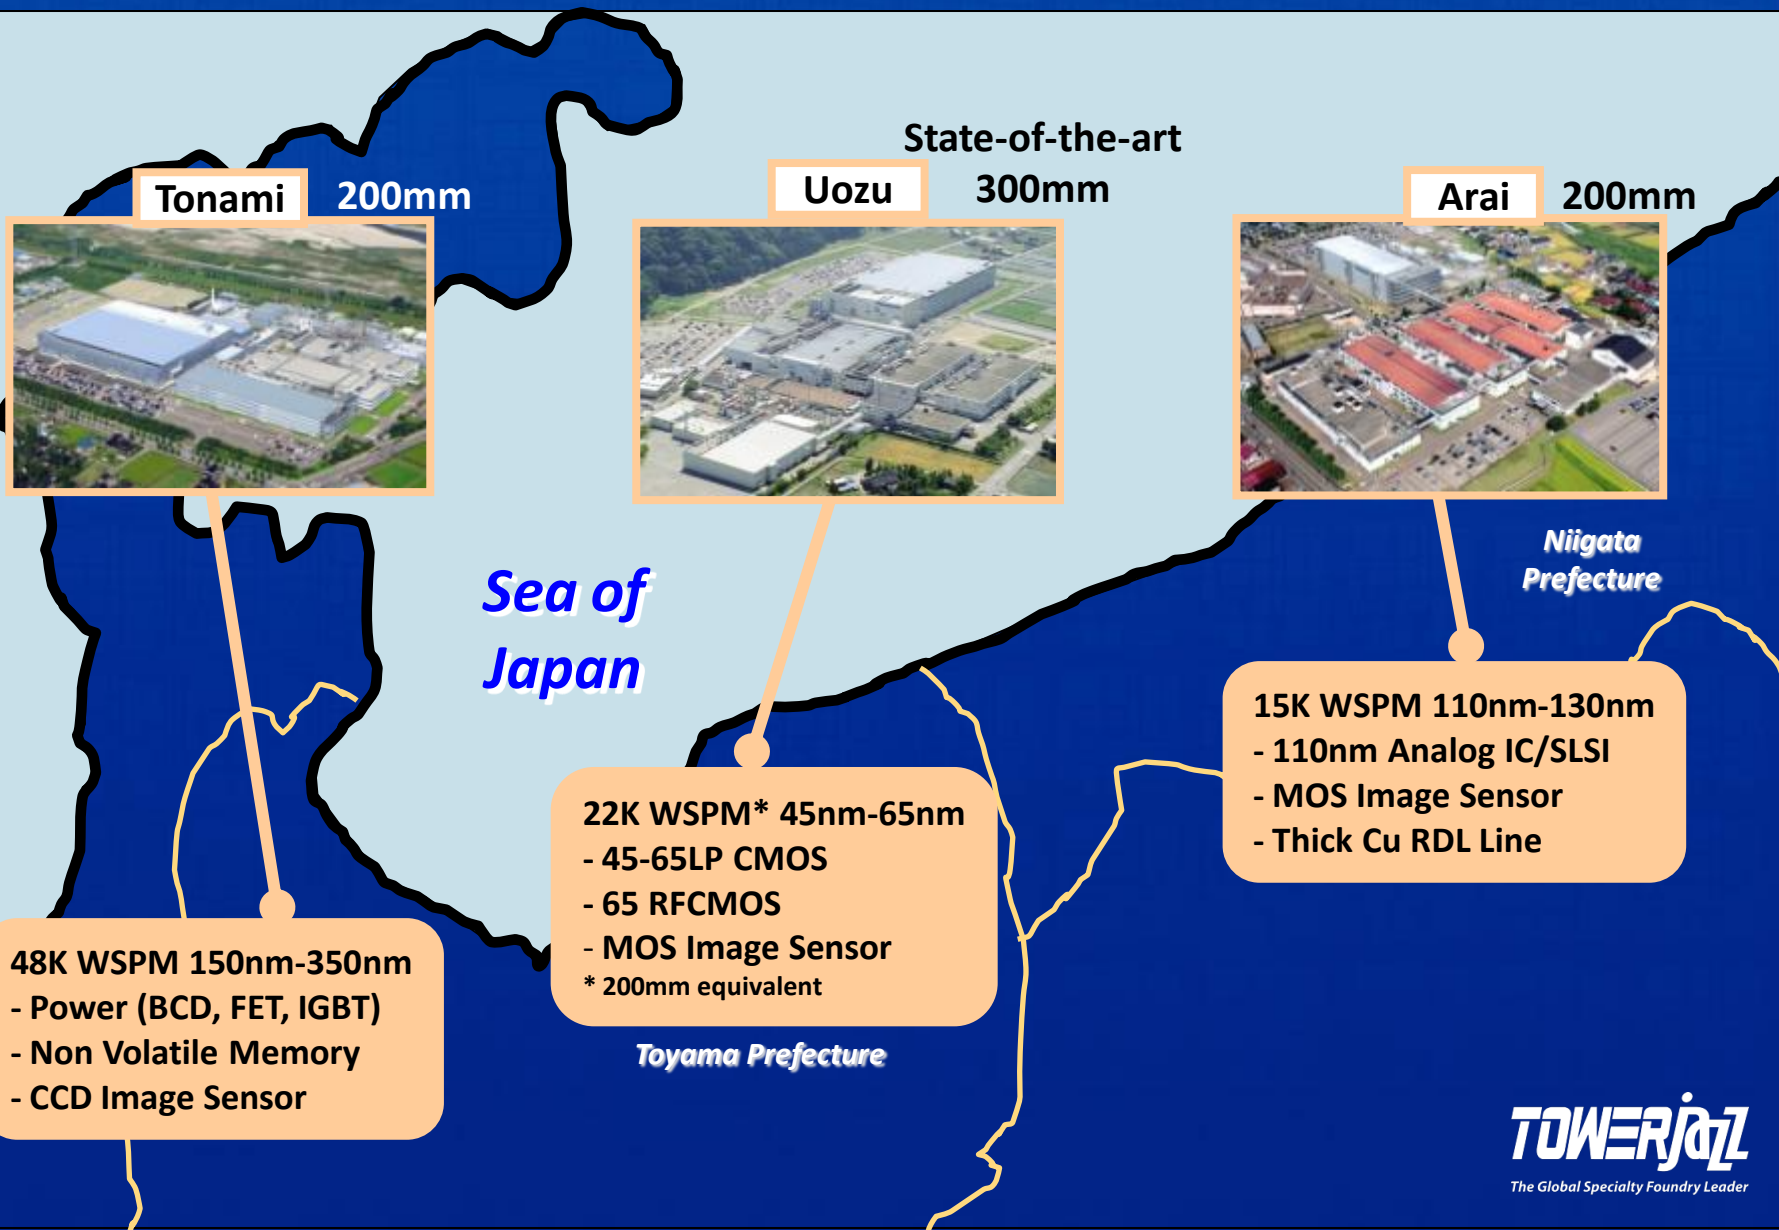 State-of-the-art
Tonami
200mm
Uozu
300mm
Arai
200mm
Niigata
Prefecture
Sea of
Japan
15K WSPM 110nm-130nm
- 110nm Analog IC/SLSI
- MOS Image Sensor
- Thick Cu RDL Line
22K WSPM* 45nm-65nm
- 45-65LP CMOS
- 65 RFCMOS
- MOS Image Sensor
* 200mm equivalent
48K WSPM 150nm-350nm
- Power (BCD, FET, IGBT)
- Non Volatile Memory
- CCD Image Sensor
Toyama Prefecture
TOWERjazz
The Global Specialty Foundry Leader